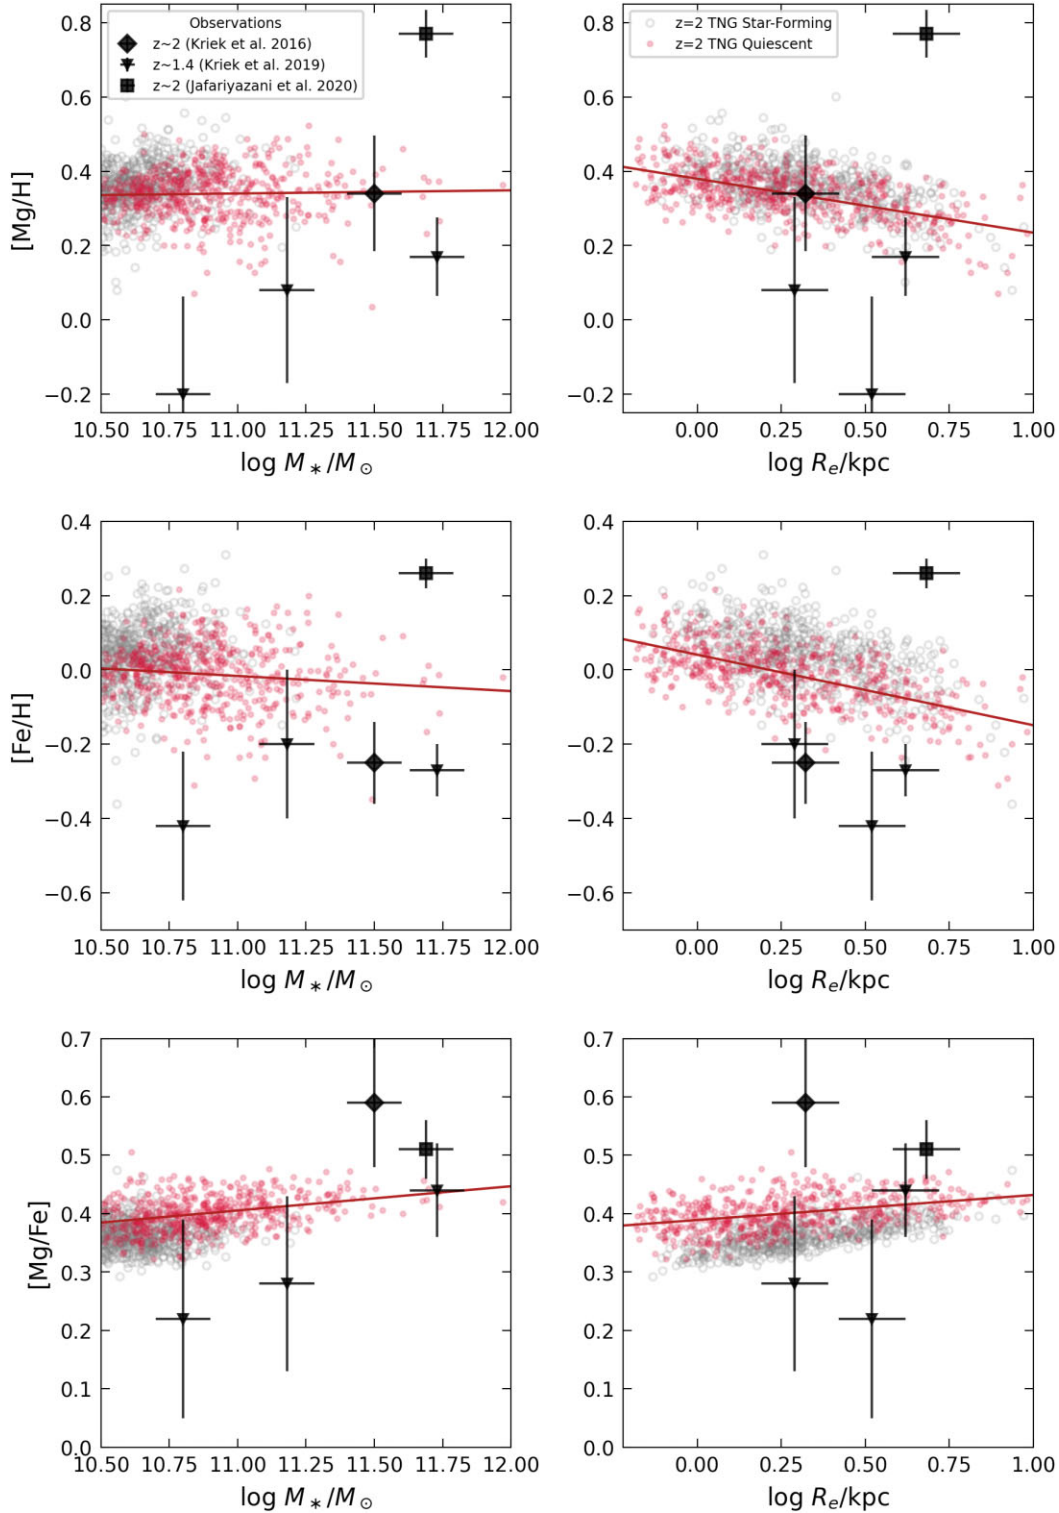 Observations
z~2 (Kriek et al. 2016)
z~1.4 (Kriek et al. 2019)
z~2 (Jafariyazani et al. 2020)
z=2 TNG Star-Forming
z=2 TNG Quiescent
[Mg/H]
0.8
0.6
0.4
0.2
0.0
−0.2
10.50 10.75 11.00 11.25 11.50 11.75 12.00
log M∗/M⊙
0.8
0.6
0.4
0.2
0.0
−0.2
0.00 0.25 0.50 0.75 1.00
log Re/kpc
[Fe/H]
0.4
0.2
0.0
−0.2
−0.4
−0.6
10.50 10.75 11.00 11.25 11.50 11.75 12.00
log M∗/M⊙
0.4
0.2
0.0
−0.2
−0.4
−0.6
0.00 0.25 0.50 0.75 1.00
log Re/kpc
[Mg/Fe]
0.7
0.6
0.5
0.4
0.3
0.2
0.1
0.0
10.50 10.75 11.00 11.25 11.50 11.75 12.00
log M∗/M⊙
0.7
0.6
0.5
0.4
0.3
0.2
0.1
0.0
0.00 0.25 0.50 0.75 1.00
log Re/kpc